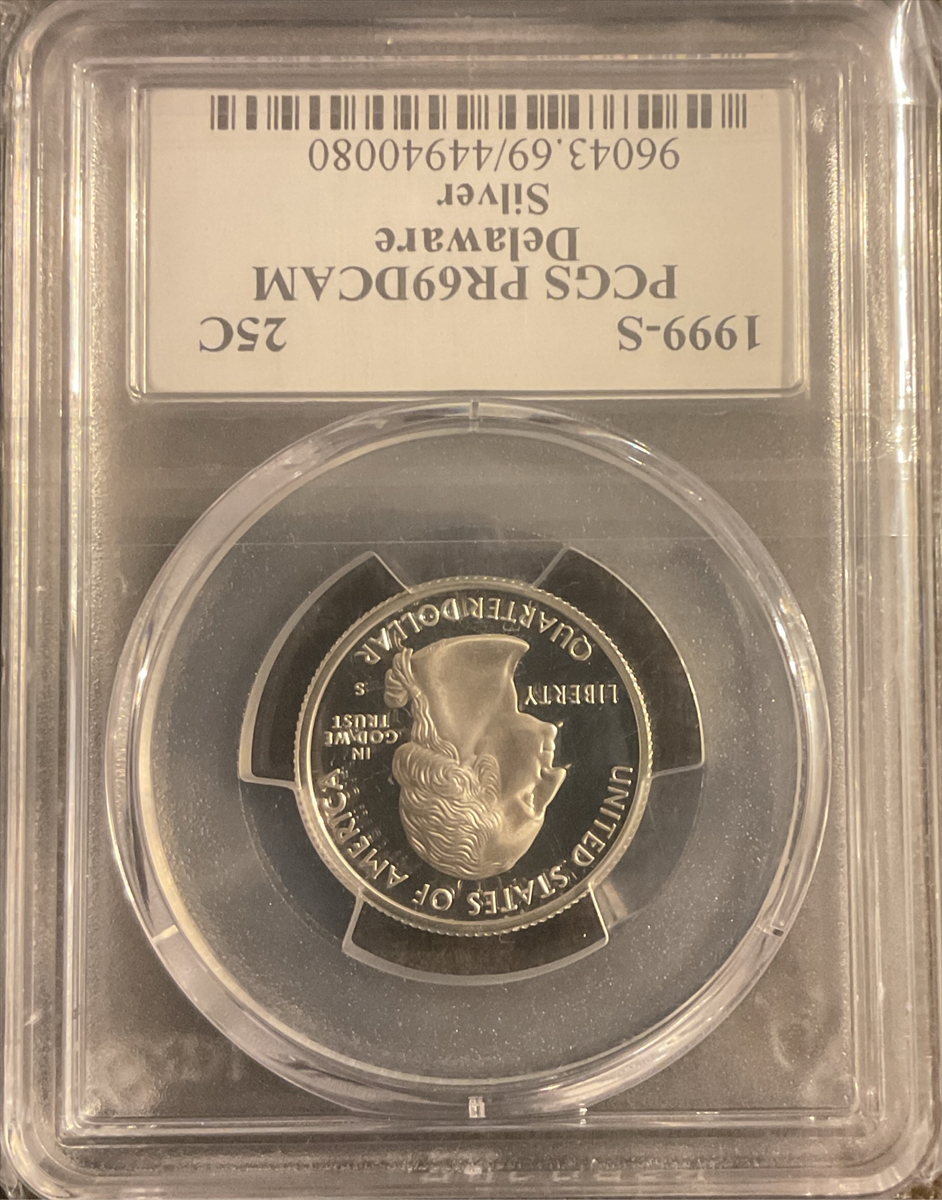 1999-S 25C
PCGS PR69DCAM
Delaware
Silver
96043.69/44940080
UNITED STATES OF AMERICA
LIBERTY
IN
GOD WE
TRUST
S
QUARTER DOLLAR